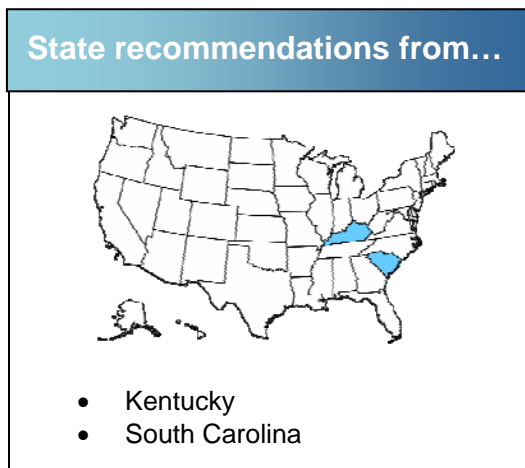 State recommendations from…
• Kentucky
• South Carolina